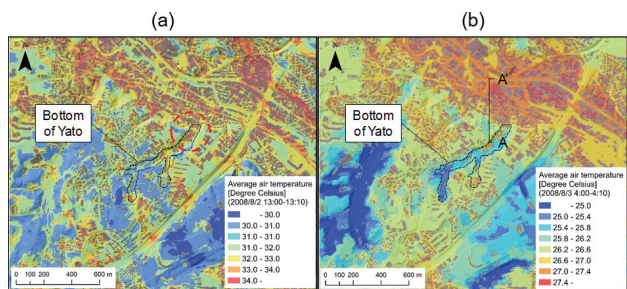 (a)
(b)
N
N
Bottom
of Yato
Bottom
of Yato
A'
A
Average air temperature
[Degree Celsius]
(2008/8/2 13:00-13:10)
- 30.0
30.0 - 31.0
31.0 - 31.0
31.0 - 32.0
32.0 - 33.0
33.0 - 34.0
34.0 -
Average air temperature
[Degree Celsius]
(2008/8/3 4:00-4:10)
- 25.0
25.0 - 25.4
25.4 - 25.8
25.8 - 26.2
26.2 - 26.6
26.6 - 27.0
27.0 - 27.4
27.4 -
0 200 400 600 m
0 200 400 600 m